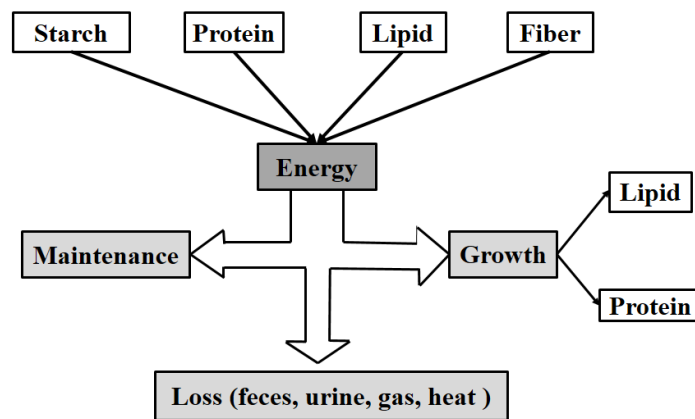 Starch
Protein
Lipid
Fiber
Energy
Lipid
Maintenance
Growth
Protein
Loss (feces, urine, gas, heat )